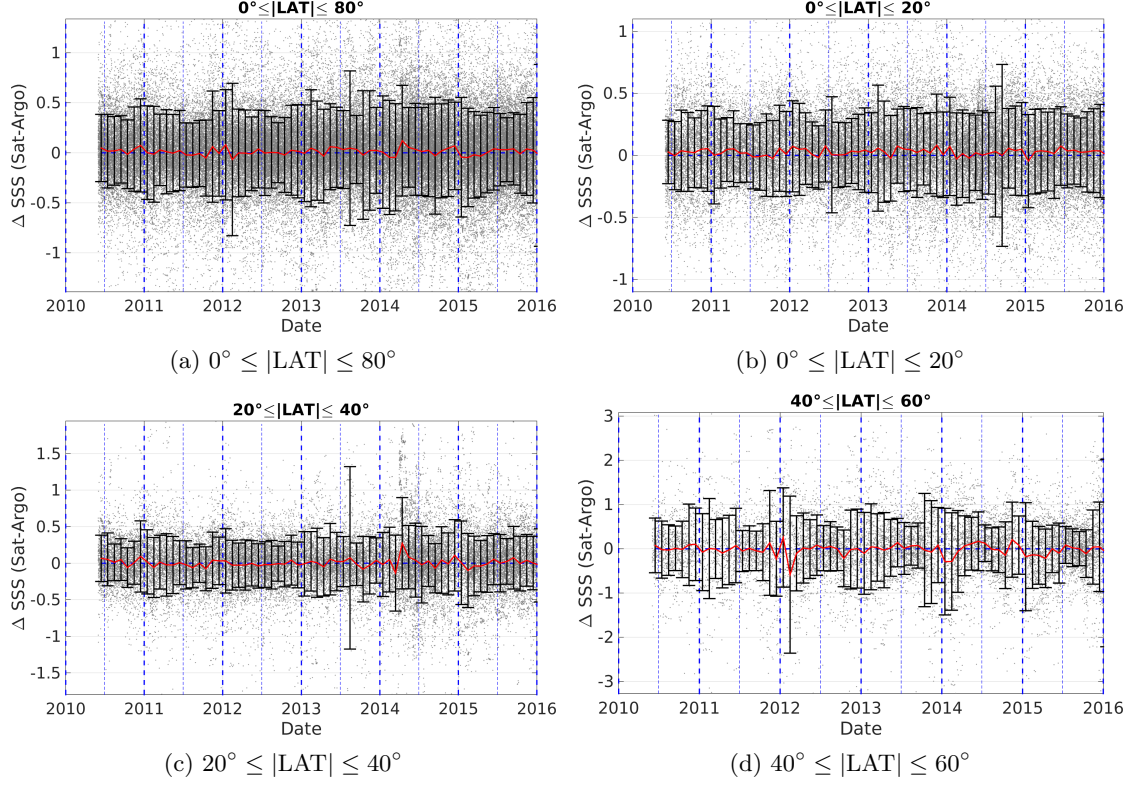 0°≤|LAT|≤ 80°
1
0.5
0
-0.5
-1
Δ SSS (Sat-Argo)
2010 2011 2012 2013 2014 2015 2016
Date
(a) 0° ≤ |LAT| ≤ 80°
0°≤|LAT|≤ 20°
1
0.5
0
-0.5
-1
Δ SSS (Sat-Argo)
2010 2011 2012 2013 2014 2015 2016
Date
(b) 0° ≤ |LAT| ≤ 20°
20°≤|LAT|≤ 40°
1.5
1
0.5
0
-0.5
-1
-1.5
Δ SSS (Sat-Argo)
2010 2011 2012 2013 2014 2015 2016
Date
(c) 20° ≤ |LAT| ≤ 40°
40°≤|LAT|≤ 60°
3
2
1
0
-1
-2
-3
Δ SSS (Sat-Argo)
2010 2011 2012 2013 2014 2015 2016
Date
(d) 40° ≤ |LAT| ≤ 60°